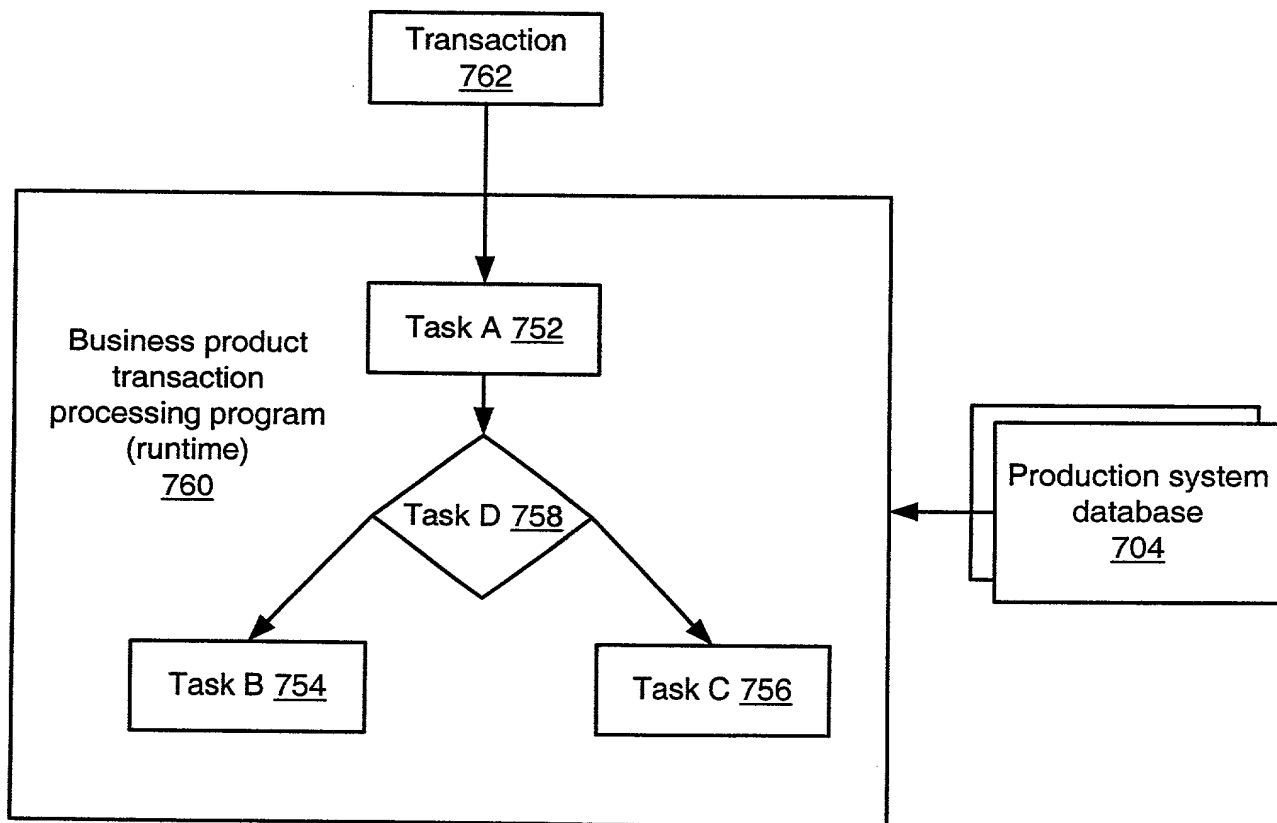 Transaction
762
Task A 752
Business product
transaction
processing program
(runtime)
760
Task D 758
Production system
database
704
Task B 754
Task C 756